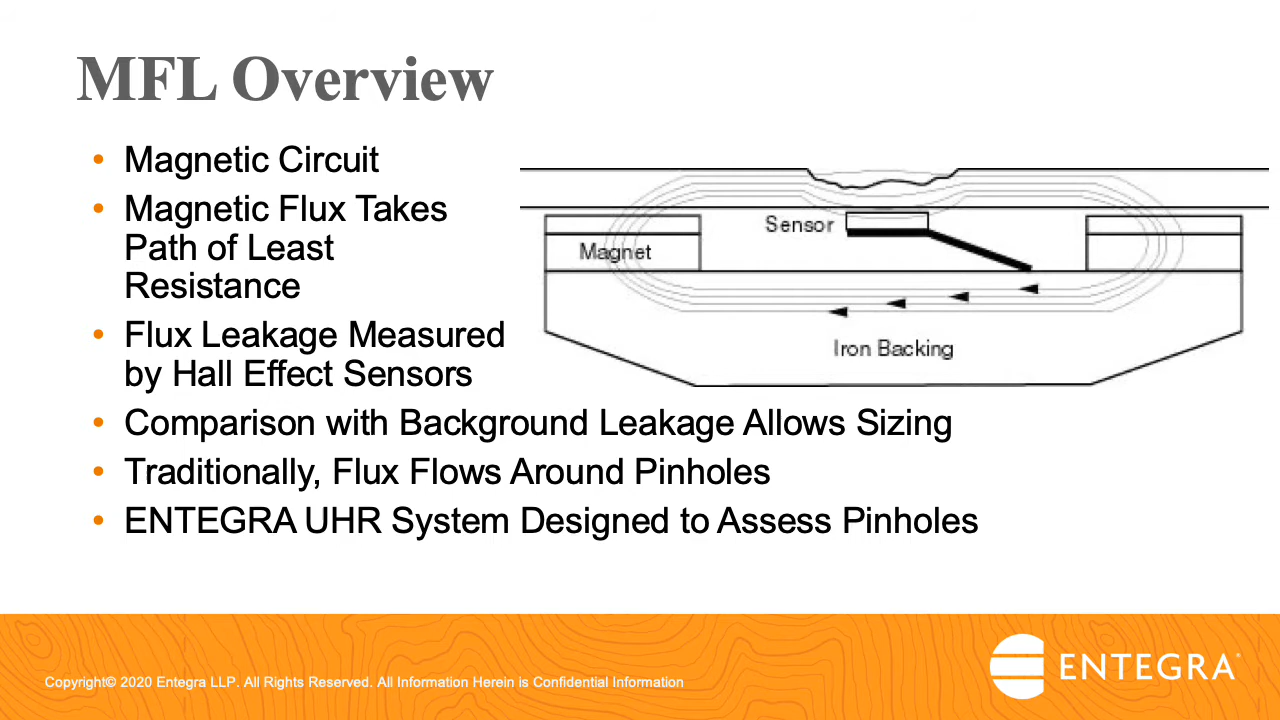 MFL Overview
• Magnetic Circuit
• Magnetic Flux Takes
Path of Least
Resistance
• Flux Leakage Measured
by Hall Effect Sensors
• Comparison with Background Leakage Allows Sizing
• Traditionally, Flux Flows Around Pinholes
• ENTEGRA UHR System Designed to Assess Pinholes
Sensor
Magnet
Iron Backing
Copyright© 2020 Entegra LLP. All Rights Reserved. All Information Herein is Confidential Information
ENTEGRA®